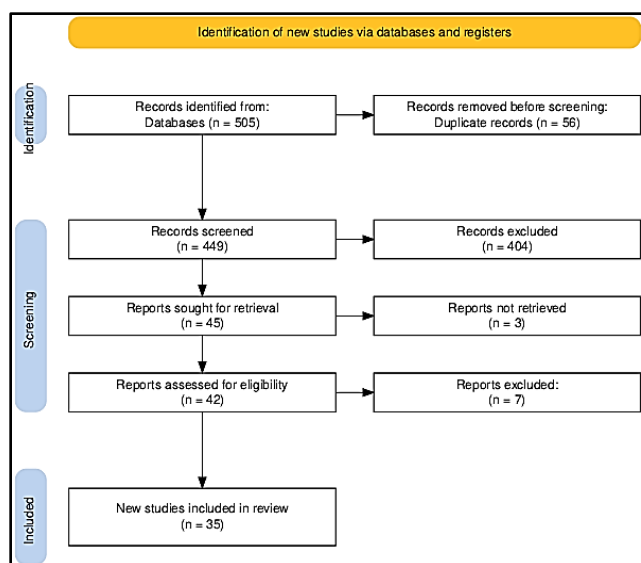 Identification of new studies via databases and registers
Identification
Records identified from:
Databases (n = 505)
Records removed before screening:
Duplicate records (n = 56)
Screening
Records screened
(n = 449)
Records excluded
(n = 404)
Reports sought for retrieval
(n = 45)
Reports not retrieved
(n = 3)
Reports assessed for eligibility
(n = 42)
Reports excluded:
(n = 7)
Included
New studies included in review
(n = 35)